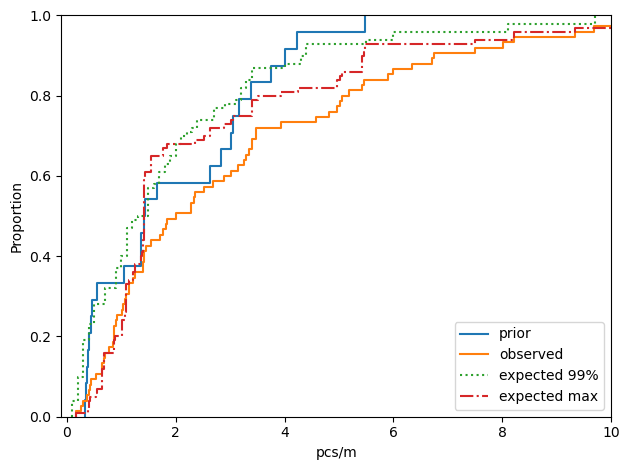 1.0
0.8
0.6
0.4
0.2
0.0
Proportion
0 2 4 6 8 10
pcs/m
prior
observed
expected 99%
expected max